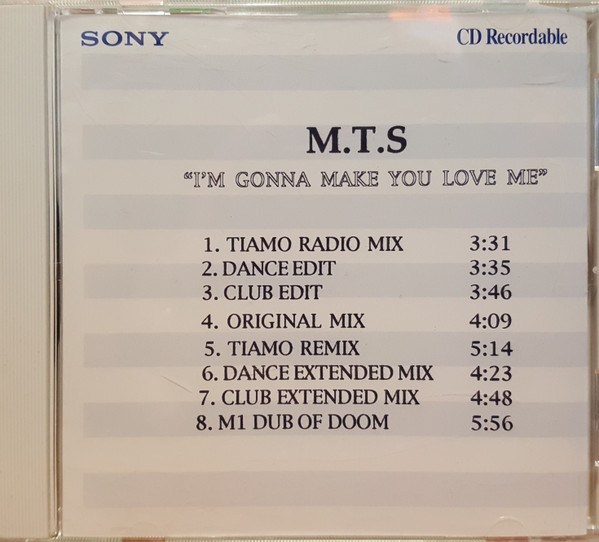 SONY CD Recordable
M.T.S
“I'M GONNA MAKE YOU LOVE ME”
1. TIAMO RADIO MIX 3:31
2. DANCE EDIT 3:35
3. CLUB EDIT 3:46
4. ORIGINAL MIX 4:09
5. TIAMO REMIX 5:14
6. DANCE EXTENDED MIX 4:23
7. CLUB EXTENDED MIX 4:48
8. M1 DUB OF DOOM 5:56